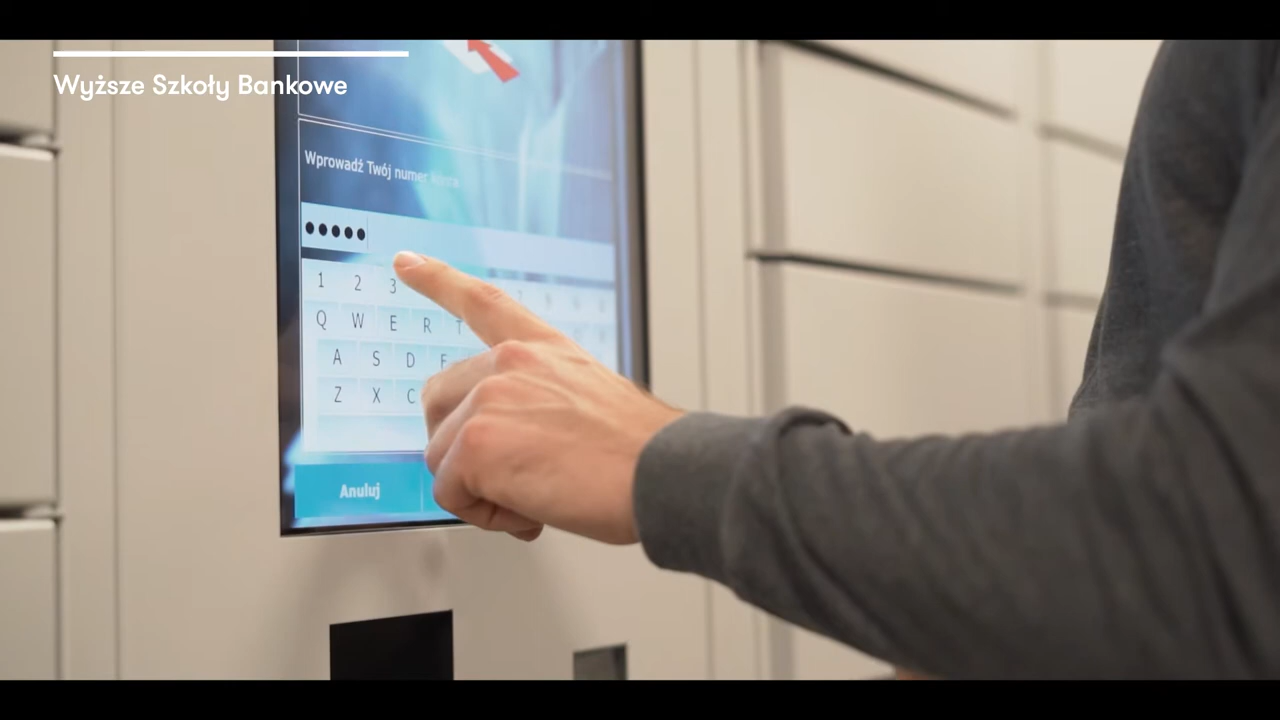 Wyższe Szkoły Bankowe
Wprowadź Twój numer
●●●●●
1 2 3
Q W E R T
A S D F
Z X C
Anuluj